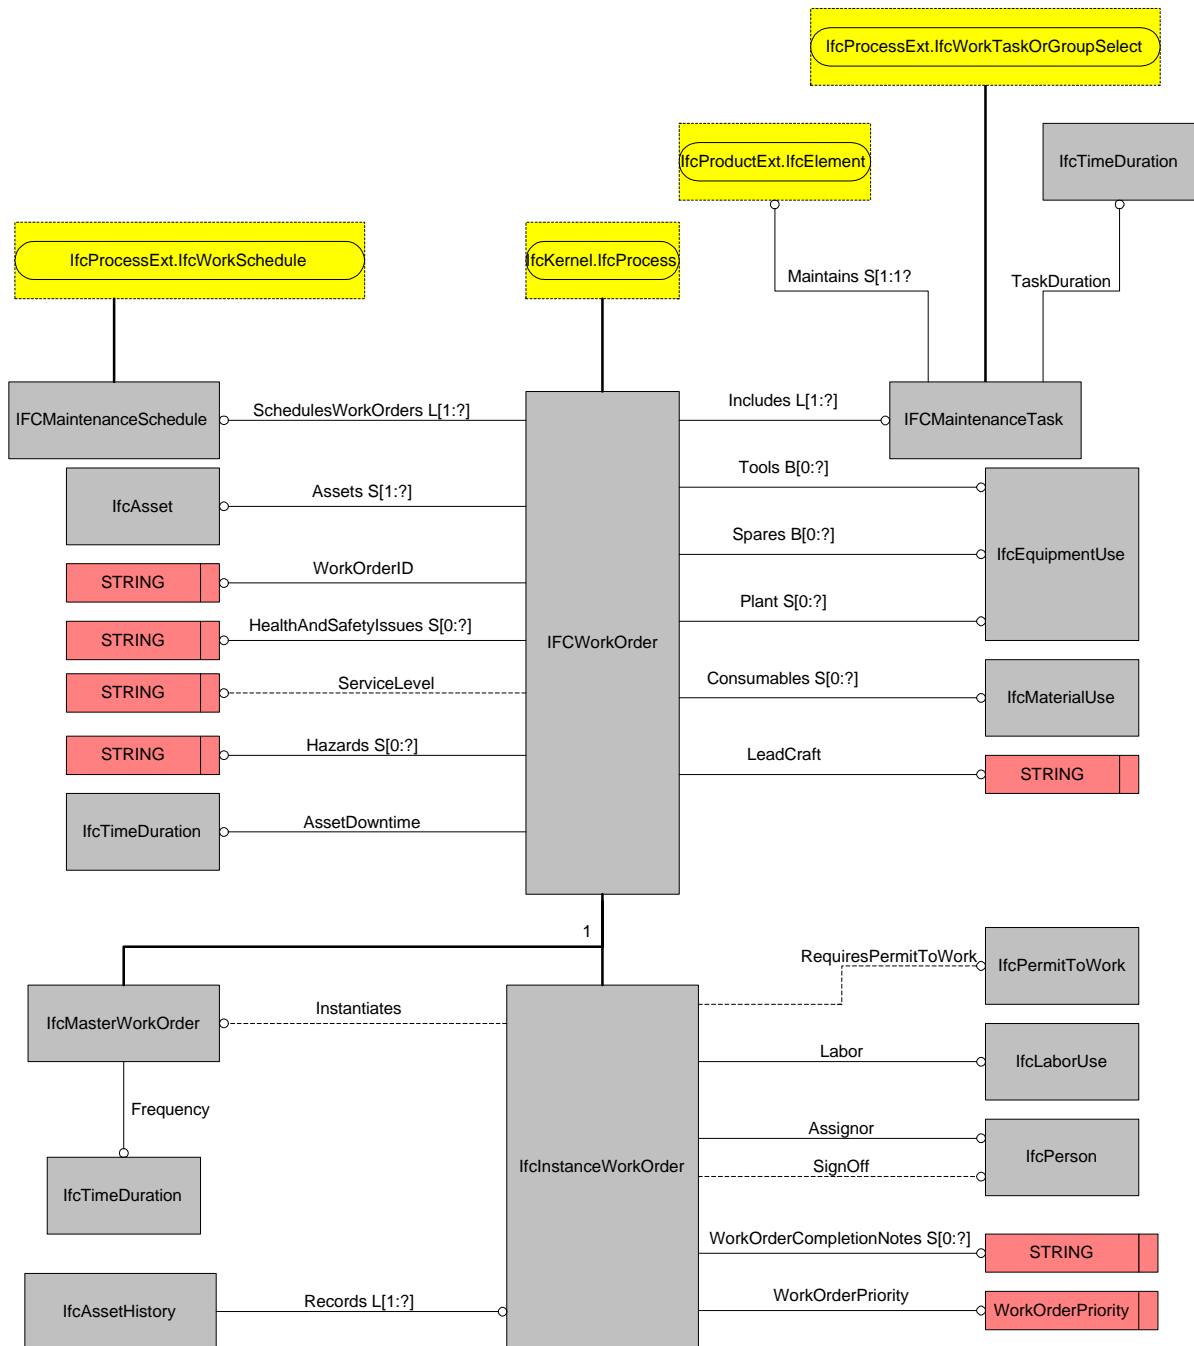 IfcProcessExt.IfcWorkTaskOrGroupSelect
IfcProductExt.IfcElement
IfcTimeDuration
IfcProcessExt.IfcWorkSchedule
IfcKernel.IfcProcess
Maintains S[1:1?
TaskDuration
IFCMaintenanceSchedule
SchedulesWorkOrders L[1:?]
Includes L[1:?]
IFCMaintenanceTask
IfcAsset
Assets S[1:?]
Tools B[0:?]
Spares B[0:?]
IfcEquipmentUse
STRING
WorkOrderID
Plant S[0:?]
STRING
HealthAndSafetyIssues S[0:?]
IFCWorkOrder
STRING
ServiceLevel
Consumables S[0:?]
IfcMaterialUse
STRING
Hazards S[0:?]
LeadCraft
STRING
IfcTimeDuration
AssetDowntime
1
RequiresPermitToWork
IfcPermitToWork
IfcMasterWorkOrder
Instantiates
Labor
IfcLaborUse
Frequency
Assignor
IfcPerson
IfcInstanceWorkOrder
SignOff
IfcTimeDuration
WorkOrderCompletionNotes S[0:?]
STRING
IfcAssetHistory
Records L[1:?]
WorkOrderPriority
WorkOrderPriority